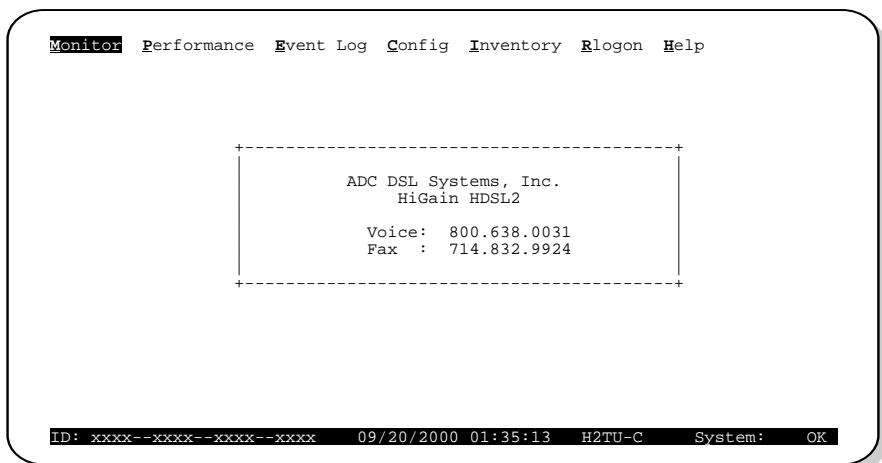 Monitor Performance Event Log Config Inventory Rlogon Help
ADC DSL Systems, Inc.
HiGain HDSL2
Voice: 800.638.0031
Fax : 714.832.9924
ID: xxxx--xxxx--xxxx--xxxx 09/20/2000 01:35:13 H2TU-C System: OK